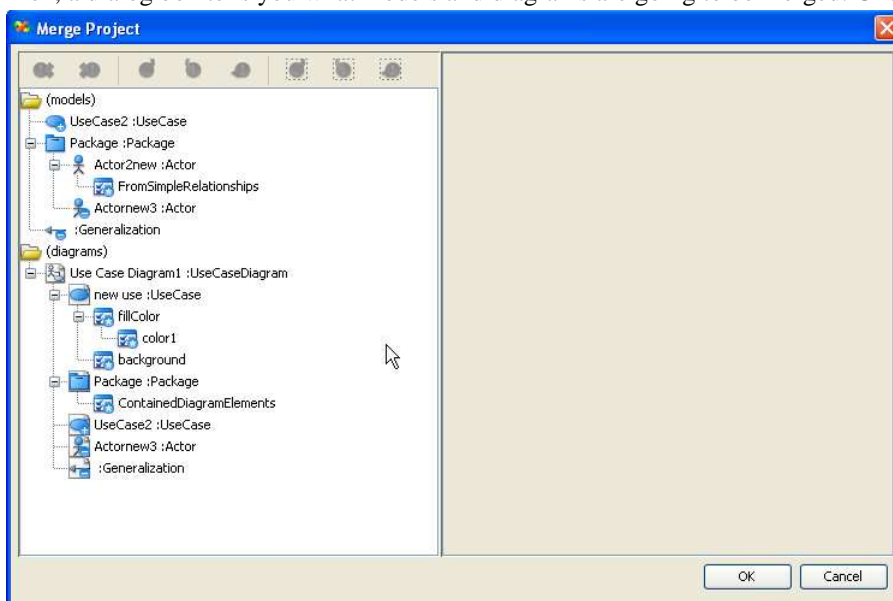 Merge Project
(models)
UseCase2 :UseCase
Package :Package
Actor2new :Actor
FromSimpleRelationships
Actornew3 :Actor
:Generalization
(diagrams)
Use Case Diagram1 :UseCaseDiagram
new use :UseCase
fillColor
color1
background
Package :Package
ContainedDiagramElements
UseCase2 :UseCase
Actornew3 :Actor
:Generalization
OK Cancel